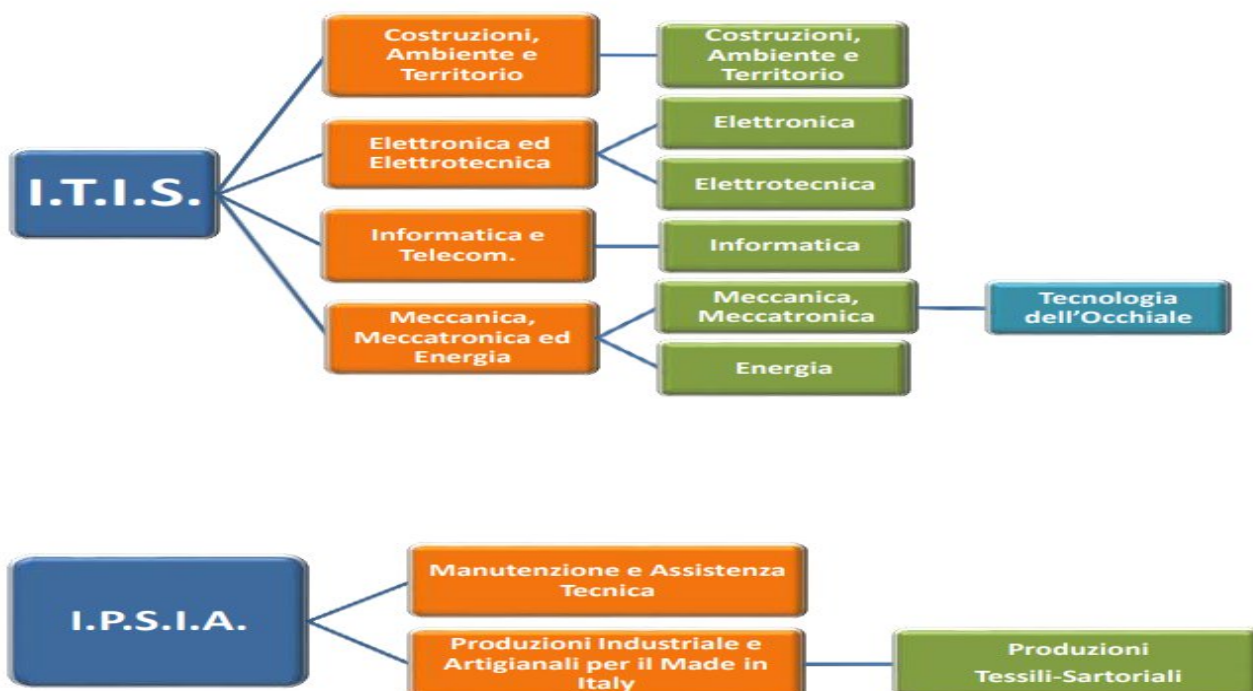 I.T.I.S.
Costruzioni,
Ambiente e
Territorio
Costruzioni,
Ambiente e
Territorio
Elettronica ed
Elettrotecnica
Elettronica
Elettrotecnica
Informatica e
Telecom.
Informatica
Meccanica,
Meccatronica ed
Energia
Meccanica,
Meccatronica
Tecnologia
dell'Occhiale
Energia
I.P.S.I.A.
Manutenzione e Assistenza
Tecnica
Produzioni Industriale e
Artigianali per il Made in
Italy
Produzioni
Tessili-Sartoriali